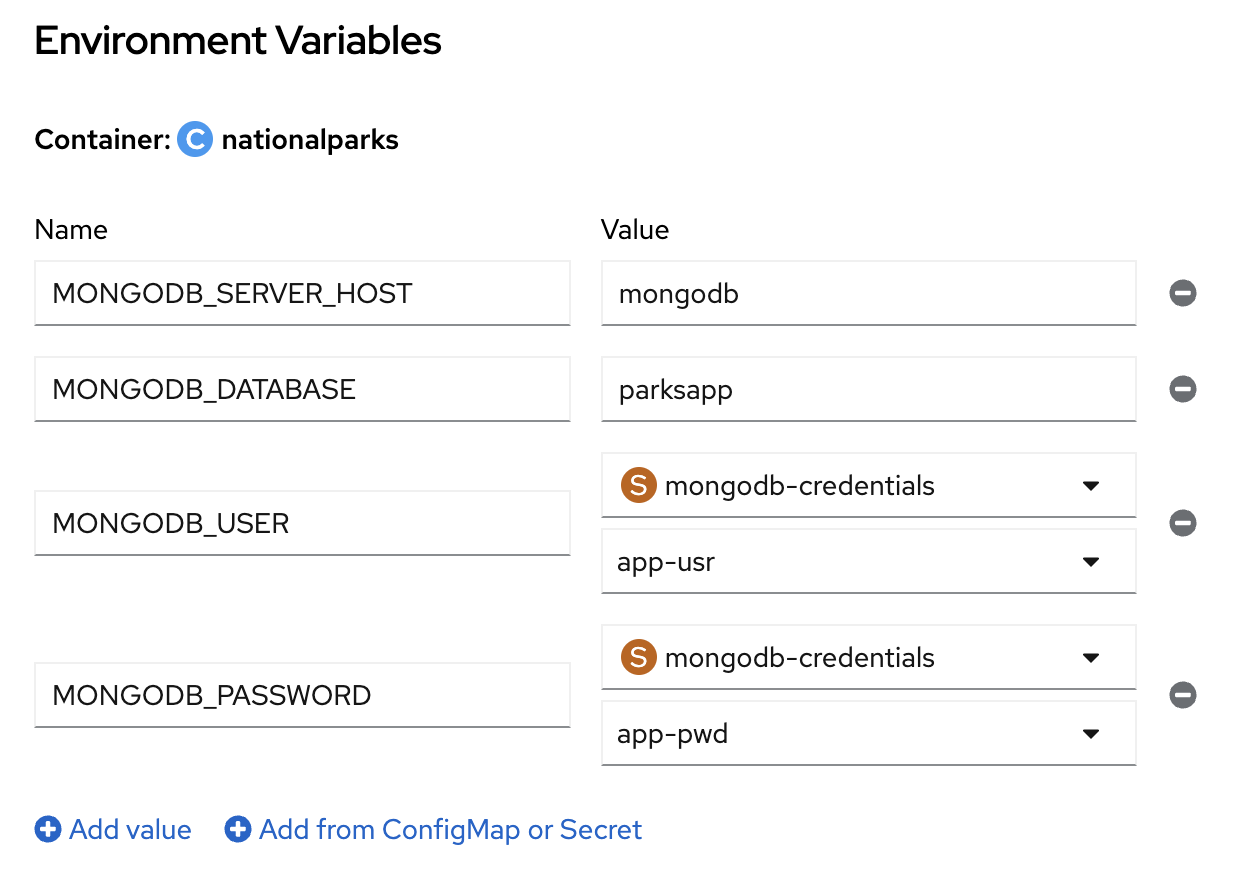 Environment Variables
Container: C nationalparks
Name Value
MONGODB_SERVER_HOST mongodb
MONGODB_DATABASE parksapp
MONGODB_USER
S mongodb-credentials
app-usr
MONGODB_PASSWORD
S mongodb-credentials
app-pwd
Add value Add from ConfigMap or Secret